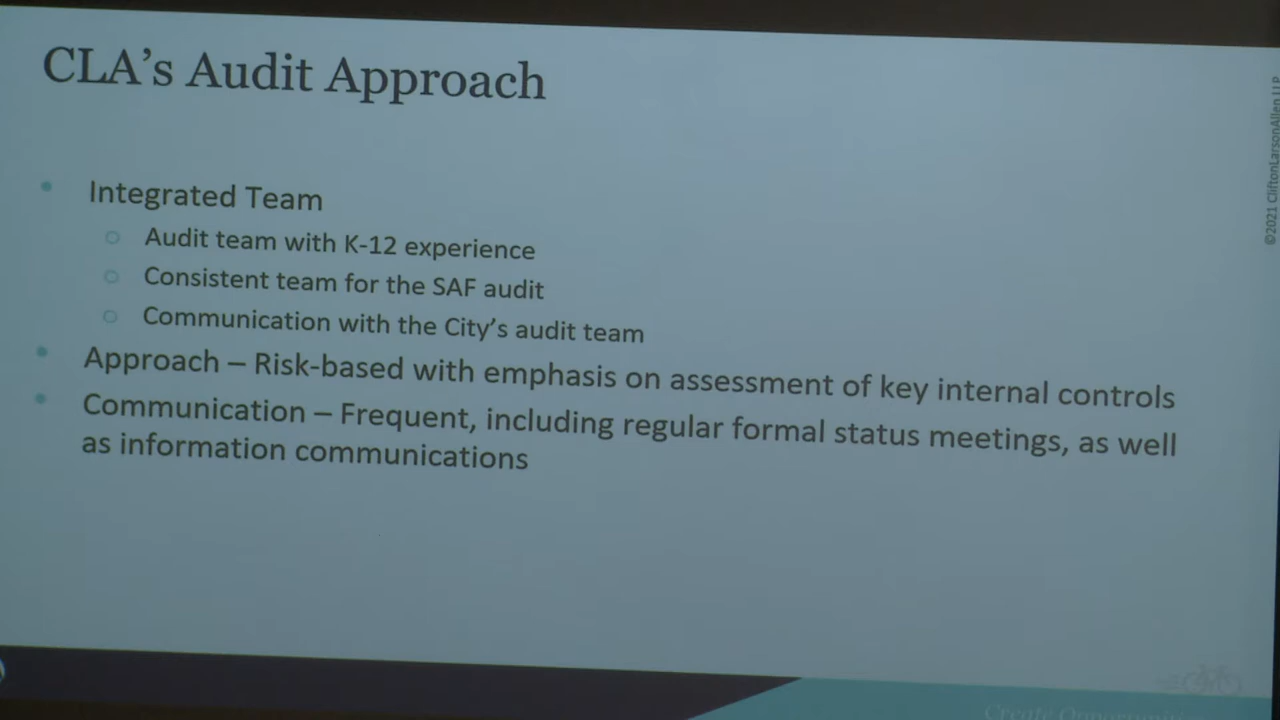 CLA's Audit Approach
Integrated Team
Audit team with K-12 experience
Consistent team for the SAF audit
Communication with the City's audit team
Approach – Risk-based with emphasis on assessment of key internal controls
Communication – Frequent, including regular formal status meetings, as well
as information communications
©2021 CliftonLarsonAllen LLP
Create